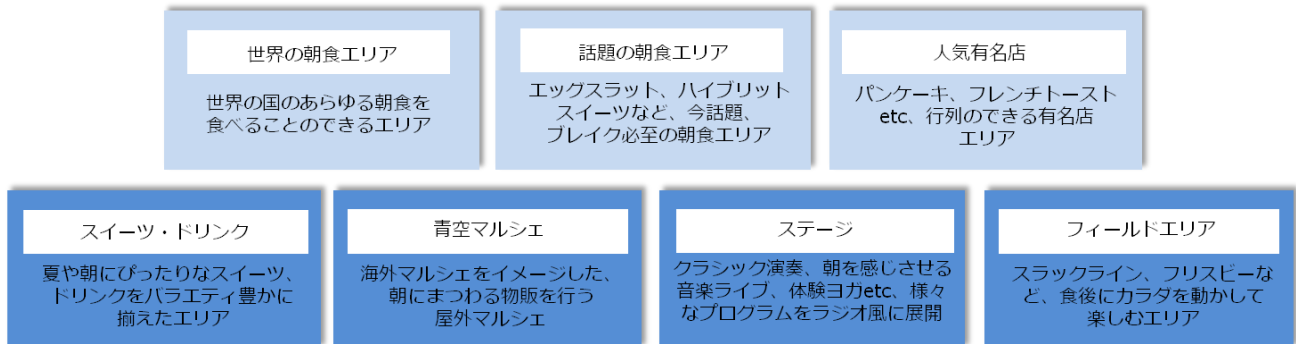 世界の朝食エリア
世界の国のあらゆる朝食を
食べることのできるエリア
話題の朝食エリア
エッグスラット、ハイブリット
スイーツなど、今話題、
ブレイク必至の朝食エリア
人気有名店
パンケーキ、フレンチトースト
etc、行列のできる有名店
エリア
スイーツ・ドリンク
夏や朝にぴったりなスイーツ、
ドリンクをバラエティ豊かに
揃えたエリア
青空マルシェ
海外マルシェをイメージした、
朝にまつわる物販を行う
屋外マルシェ
ステージ
クラシック演奏、朝を感じさせる
音楽ライブ、体験ヨガetc、様々
なプログラムをラジオ風に展開
フィールドエリア
スラックライン、フリスビーな
ど、食後にカラダを動かして
楽しむエリア